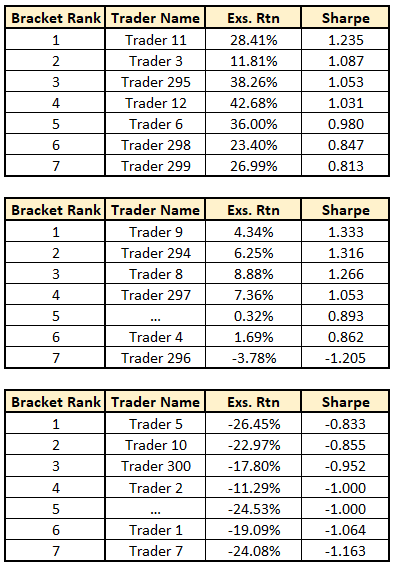 Bracket Rank Trader Name Exs. Rtn Sharpe
1 Trader 11 28.41% 1.235
2 Trader 3 11.81% 1.087
3 Trader 295 38.26% 1.053
4 Trader 12 42.68% 1.031
5 Trader 6 36.00% 0.980
6 Trader 298 23.40% 0.847
7 Trader 299 26.99% 0.813
Bracket Rank Trader Name Exs. Rtn Sharpe
1 Trader 9 4.34% 1.333
2 Trader 294 6.25% 1.316
3 Trader 8 8.88% 1.266
4 Trader 297 7.36% 1.053
5 ... 0.32% 0.893
6 Trader 4 1.69% 0.862
7 Trader 296 -3.78% -1.205
Bracket Rank Trader Name Exs. Rtn Sharpe
1 Trader 5 -26.45% -0.833
2 Trader 10 -22.97% -0.855
3 Trader 300 -17.80% -0.952
4 Trader 2 -11.29% -1.000
5 ... -24.53% -1.000
6 Trader 1 -19.09% -1.064
7 Trader 7 -24.08% -1.163